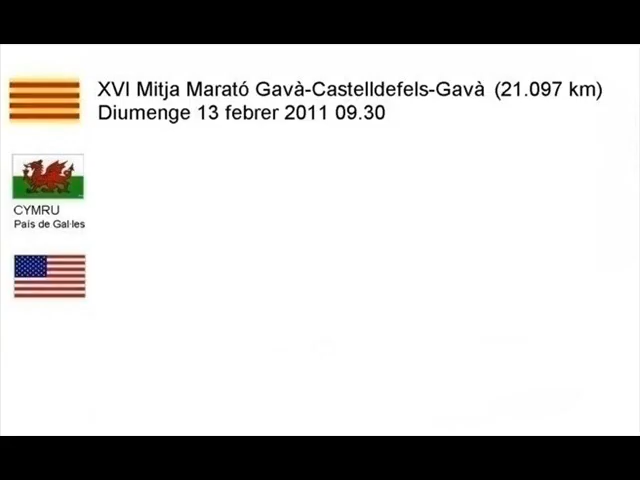 XVI Mitja Marató Gavà-Castelldefels-Gavà (21.097 km)
Diumenge 13 febrer 2011 09.30
CYMRU
País de Gal·les